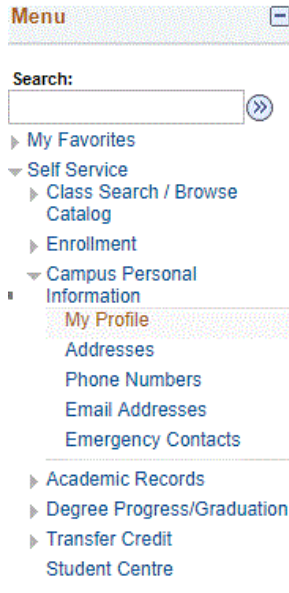 Menu
Search:
My Favorites
Self Service
Class Search / Browse
Catalog
Enrollment
Campus Personal
Information
My Profile
Addresses
Phone Numbers
Email Addresses
Emergency Contacts
Academic Records
Degree Progress/Graduation
Transfer Credit
Student Centre